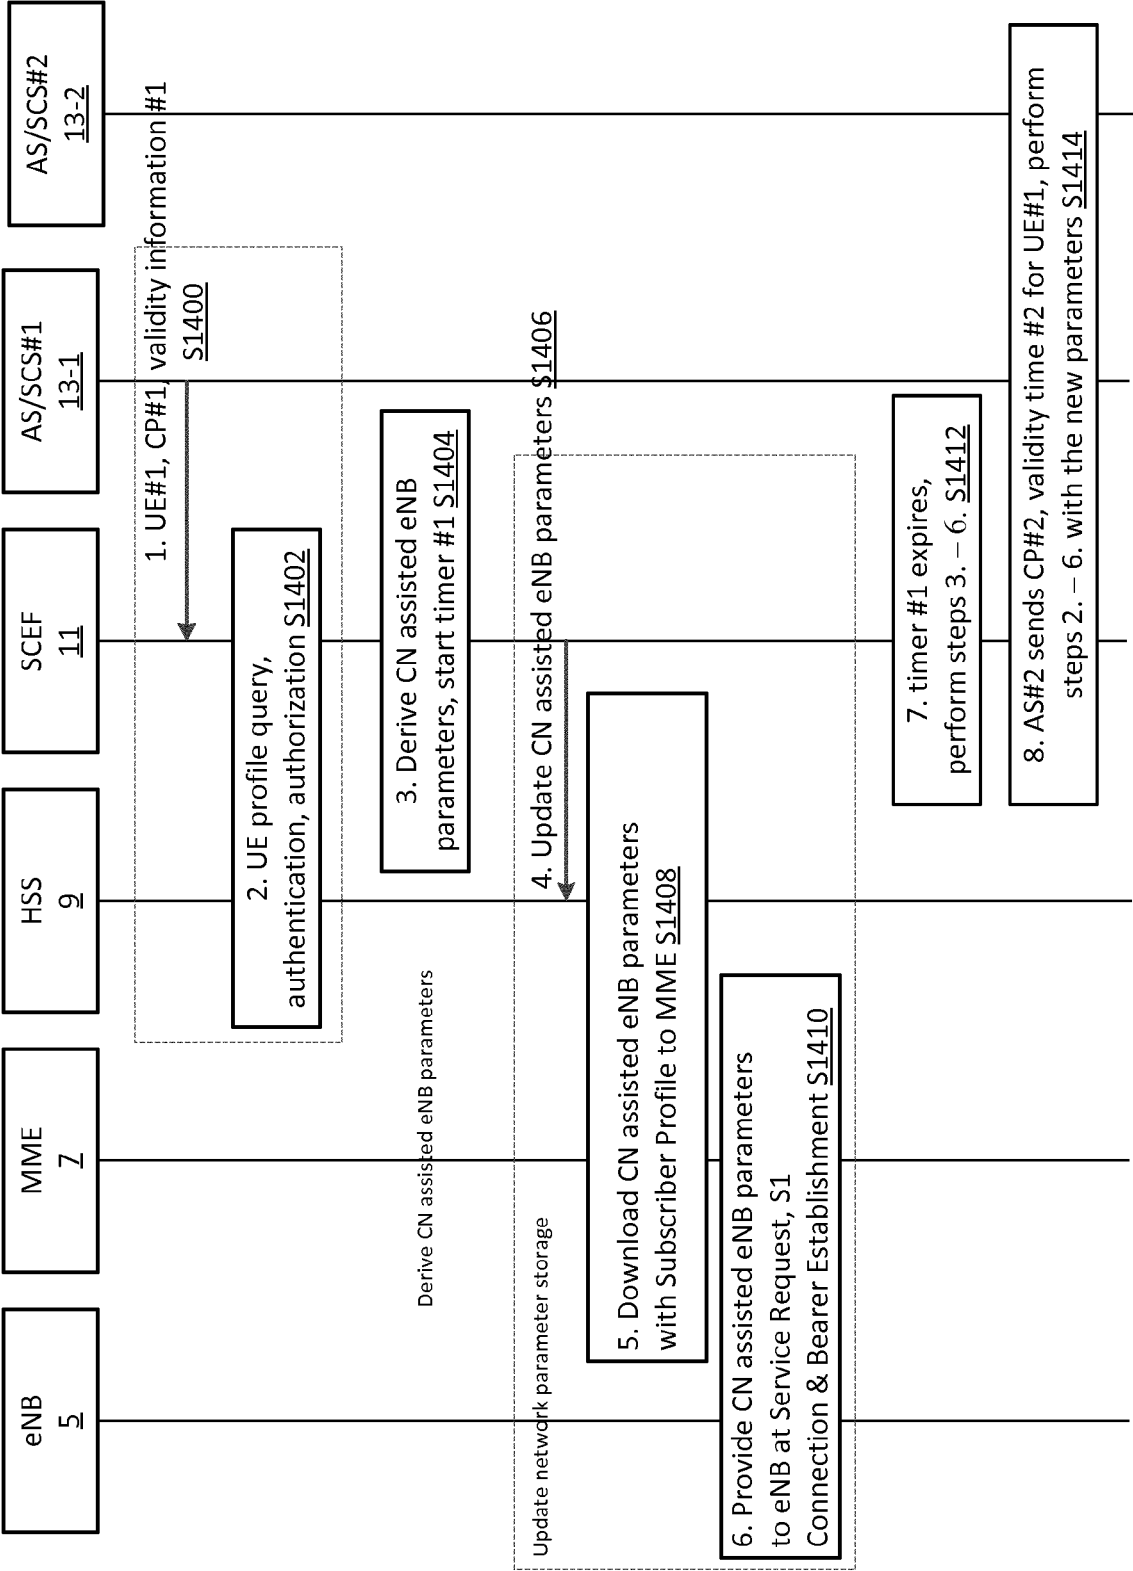 eNB
5
MME
7
HSS
9
SCEF
11
AS/SCS#1
13-1
AS/SCS#2
13-2
1. UE#1, CP#1, validity information #1
S1400
2. UE profile query,
authentication, authorization S1402
Derive CN assisted eNB parameters
3. Derive CN assisted eNB
parameters, start timer #1 S1404
Update network parameter storage
4. Update CN assisted eNB parameters S1406
5. Download CN assisted eNB parameters
with Subscriber Profile to MME S1408
6. Provide CN assisted eNB parameters
to eNB at Service Request, S1
Connection & Bearer Establishment S1410
7. timer #1 expires,
perform steps 3. – 6. S1412
8. AS#2 sends CP#2, validity time #2 for UE#1, perform
steps 2. – 6. with the new parameters S1414